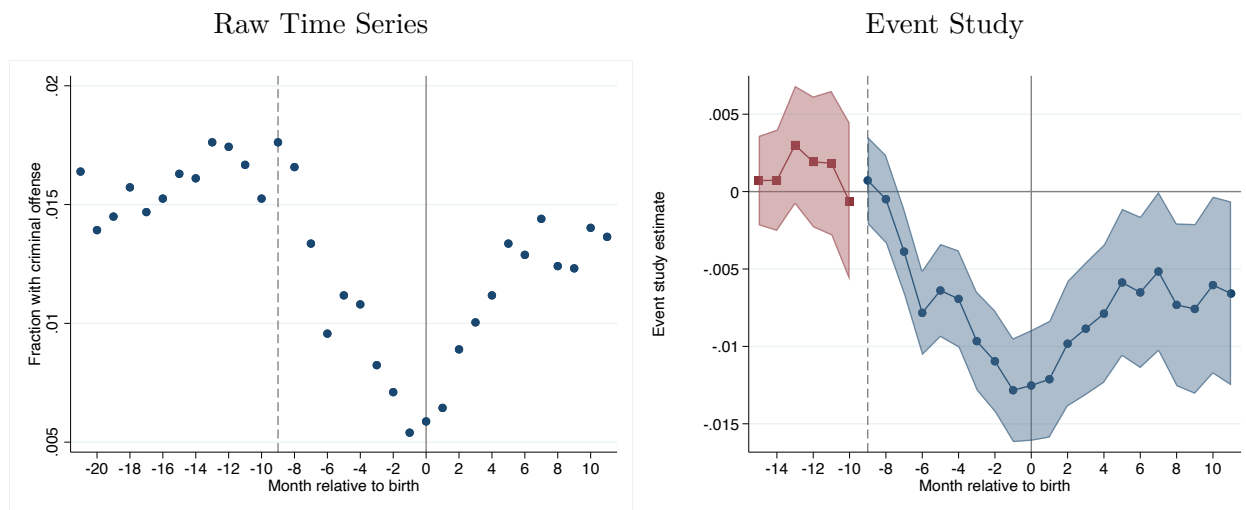 Raw Time Series
Event Study
Fraction with criminal offense
.02
.015
.01
.005
-20 -18 -16 -14 -12 -10 -8 -6 -4 -2 0 2 4 6 8 10
Month relative to birth
Event study estimate
.005
0
-.005
-.01
-.015
-14 -12 -10 -8 -6 -4 -2 0 2 4 6 8 10
Month relative to birth